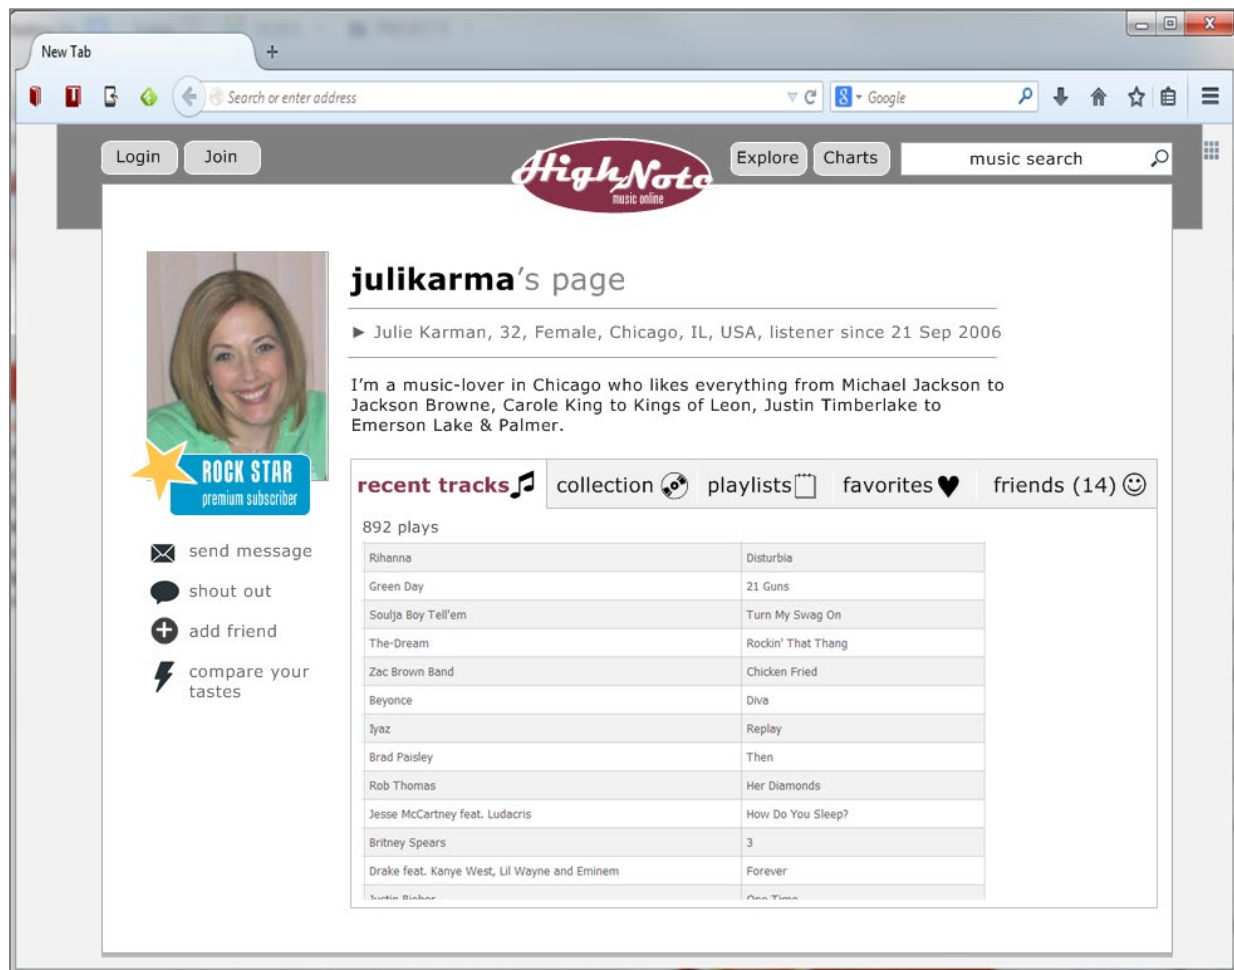 New Tab
Search or enter address
Google
Login
Join
HighNote
music online
Explore
Charts
music search
julikarma's page
► Julie Karman, 32, Female, Chicago, IL, USA, listener since 21 Sep 2006
I'm a music-lover in Chicago who likes everything from Michael Jackson to
Jackson Browne, Carole King to Kings of Leon, Justin Timberlake to
Emerson Lake & Palmer.
ROCK STAR
premium subscriber
send message
shout out
add friend
compare your
tastes
recent tracks collection playlists favorites friends (14)
892 plays
Rihanna Disturbia
Green Day 21 Guns
Soulja Boy Tell'em Turn My Swag On
The-Dream Rockin' That Thang
Zac Brown Band Chicken Fried
Beyonce Diva
Iyaz Replay
Brad Paisley Then
Rob Thomas Her Diamonds
Jesse McCartney feat. Ludacris How Do You Sleep?
Britney Spears 3
Drake feat. Kanye West, Lil Wayne and Eminem Forever
Justin Bieber One Time